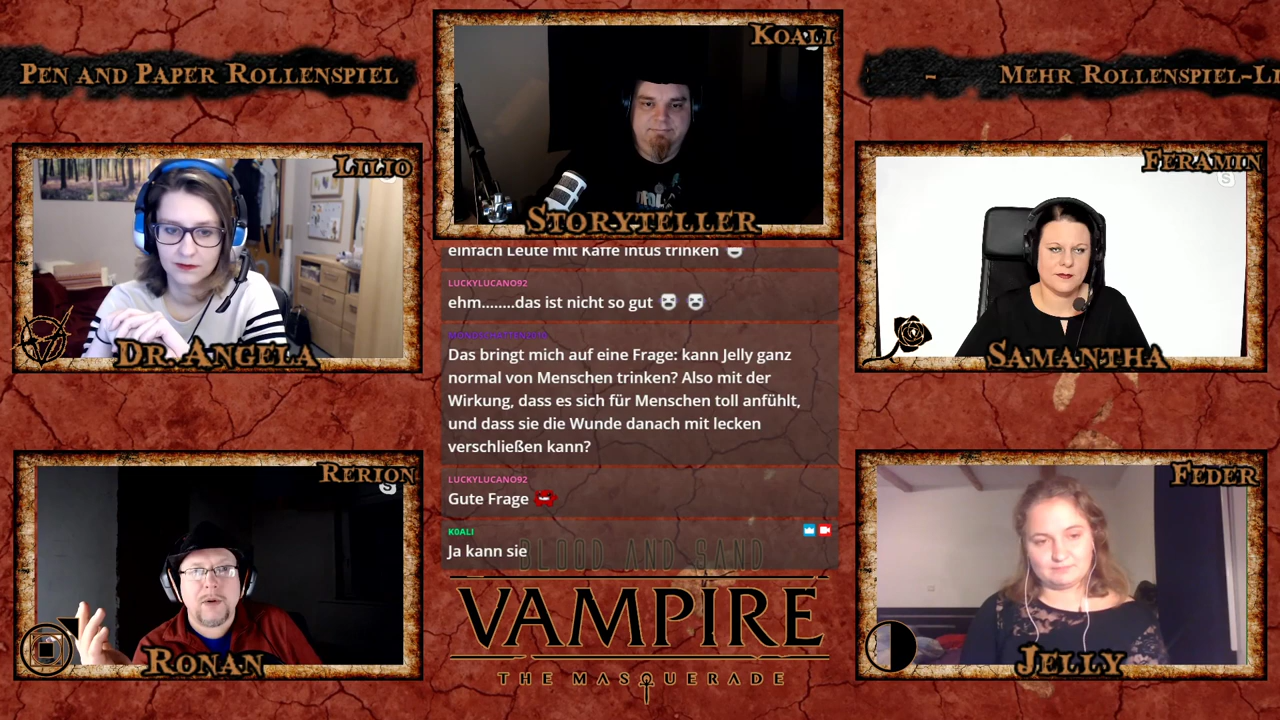 PEN AND PAPER ROLLENSPIEL
- MEHR ROLLENSPIEL-LI
KOALI
STORYTELLER
LILIO
DR. ANGELA
FERAMIN
SAMANTHA
einfach Leute mit Kaffe intus trinken
LUCKYLUCANO92
ehm........das ist nicht so gut
Das bringt mich auf eine Frage: kann Jelly ganz
normal von Menschen trinken? Also mit der
Wirkung, dass es sich für Menschen toll anfühlt,
und dass sie die Wunde danach mit lecken
verschließen kann?
LUCKYLUCANO92
Gute Frage
K0ALI
Ja kann sie
RERION
RONAN
FEDER
JELLY
BLOOD AND SAND
VAMPIRE
THE MASQUERADE